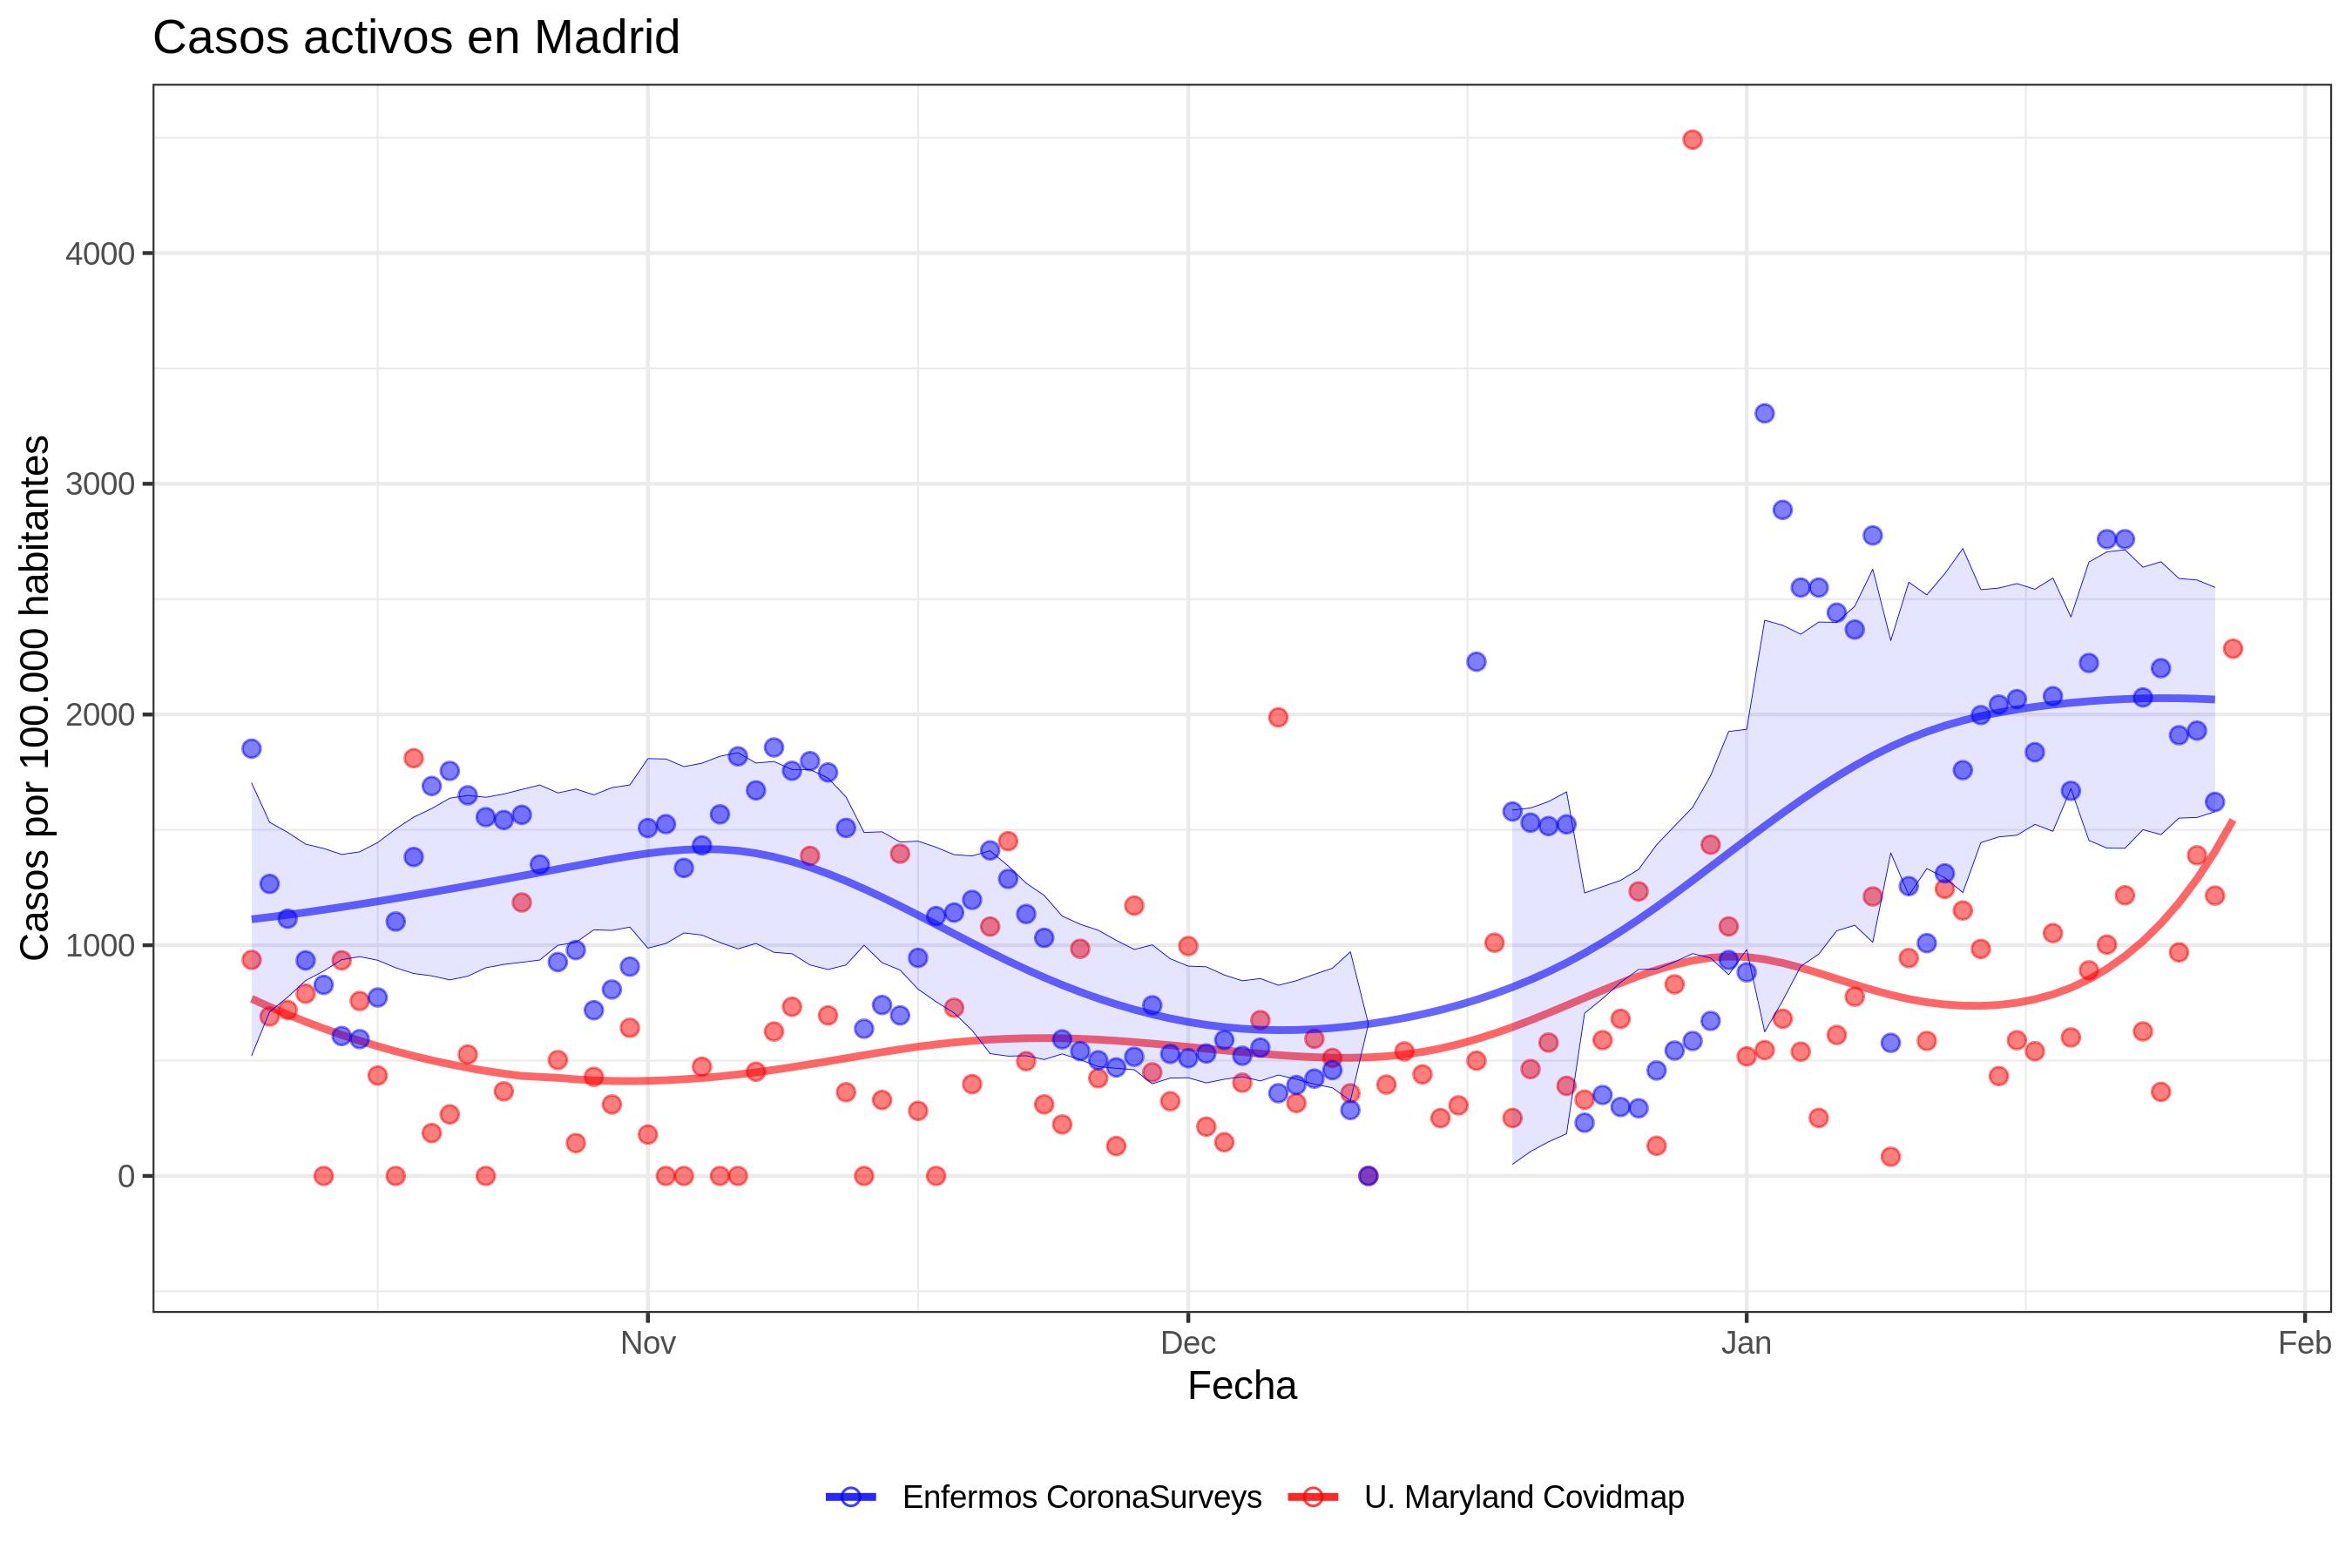 Casos activos en Madrid
Casos por 100.000 habitantes
4000
3000
2000
1000
0
Nov Dec Jan Feb
Fecha
Enfermos CoronaSurveys U. Maryland Covidmap